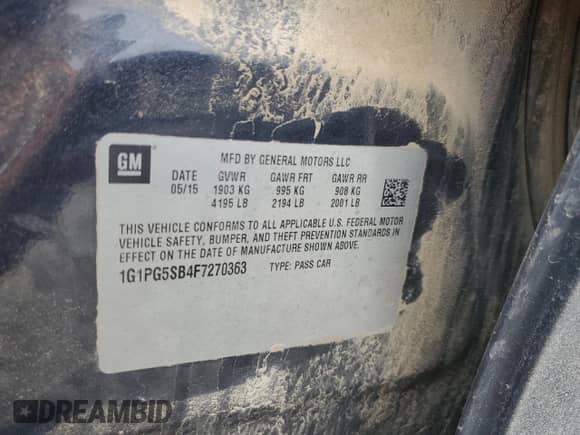 GM
MFD BY GENERAL MOTORS LLC
DATE GVWR GAWR FRT GAWR RR
05/15 1903 KG 995 KG 908 KG
4195 LB 2194 LB 2001 LB
THIS VEHICLE CONFORMS TO ALL APPLICABLE U.S. FEDERAL MOTOR
VEHICLE SAFETY, BUMPER, AND THEFT PREVENTION STANDARDS IN
EFFECT ON THE DATE OF MANUFACTURE SHOWN ABOVE.
1G1PG5SB4F7270363 TYPE: PASS CAR
DREAMBID